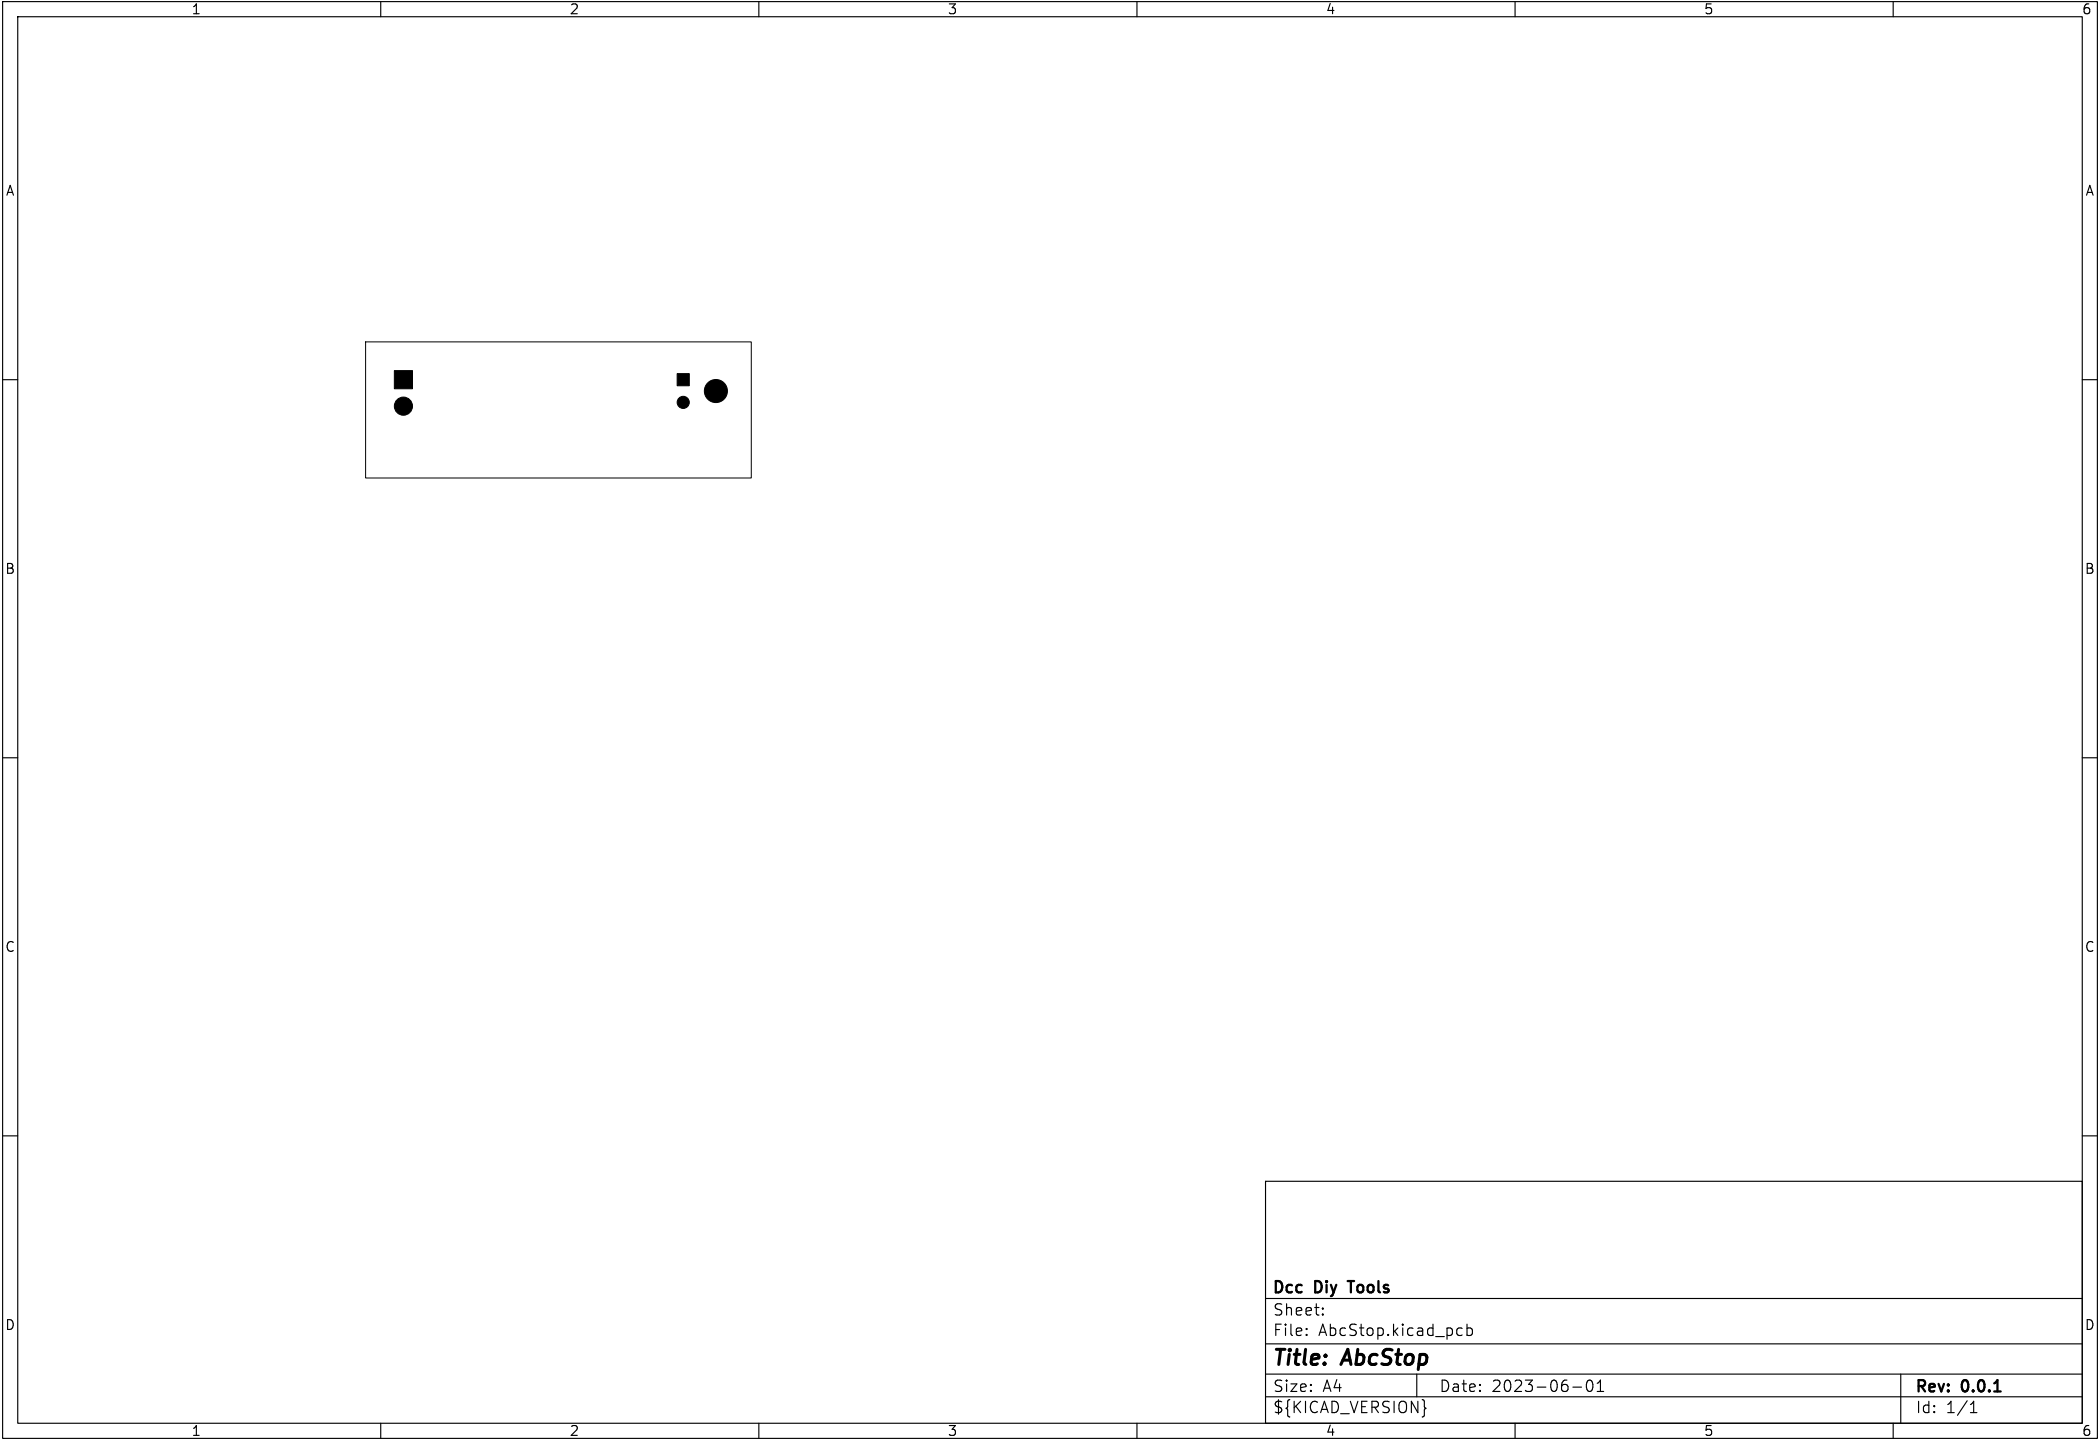 1 2 3 4 5 6
A A
B B
C C
Dcc Diy Tools
Sheet:
D D
File: AbcStop.kicad_pcb
Title: AbcStop
Size: A4 Date: 2023-06-01 Rev: 0.0.1
${KICAD_VERSION} Id: 1/1
1 2 3 4 5 6